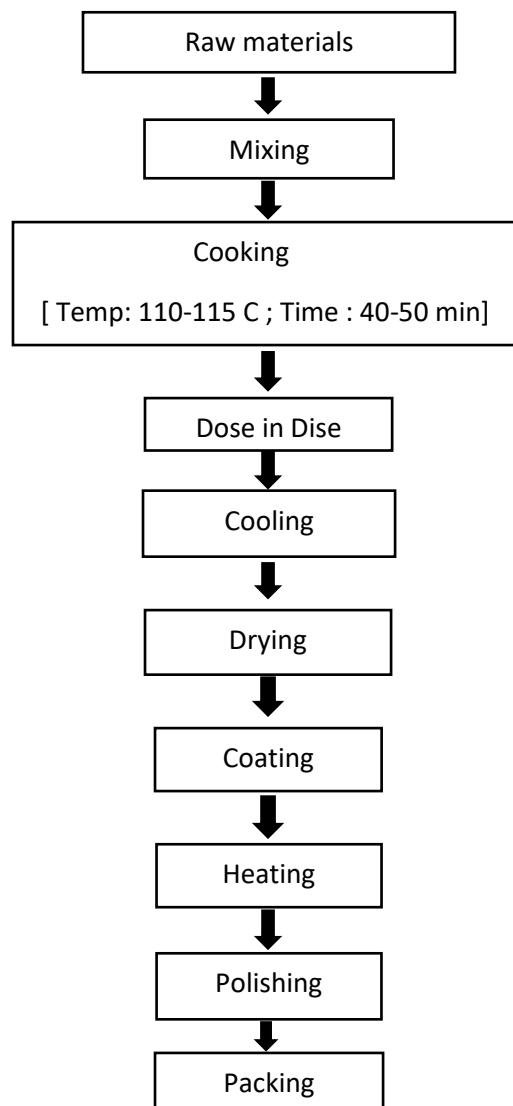 Raw materials
Mixing
Cooking
[ Temp: 110-115 C ; Time : 40-50 min]
Dose in Dise
Cooling
Drying
Coating
Heating
Polishing
Packing